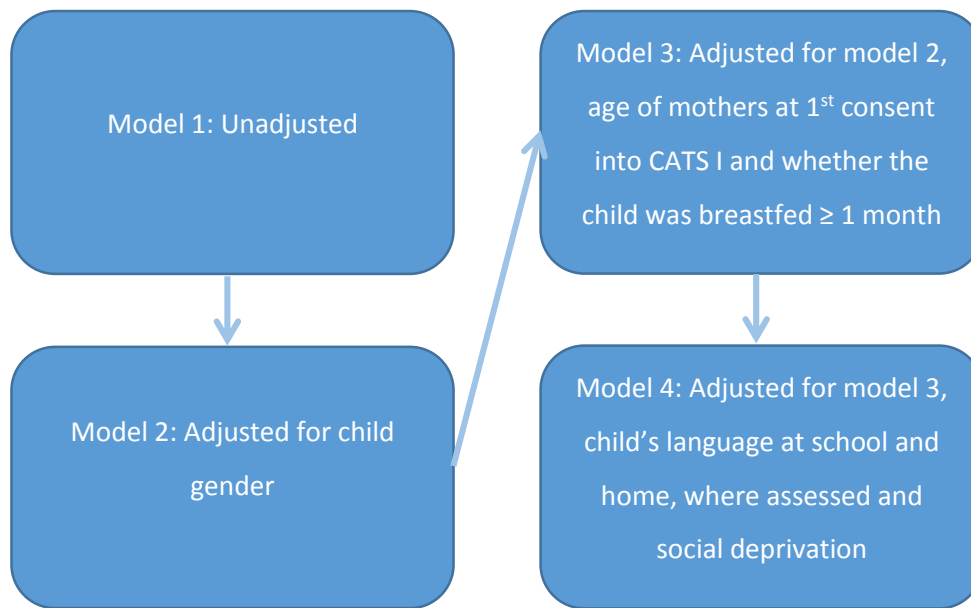 Model 1: Unadjusted
Model 2: Adjusted for child
gender
Model 3: Adjusted for model 2,
age of mothers at 1st consent
into CATS I and whether the
child was breastfed ≥ 1 month
Model 4: Adjusted for model 3,
child’s language at school and
home, where assessed and
social deprivation